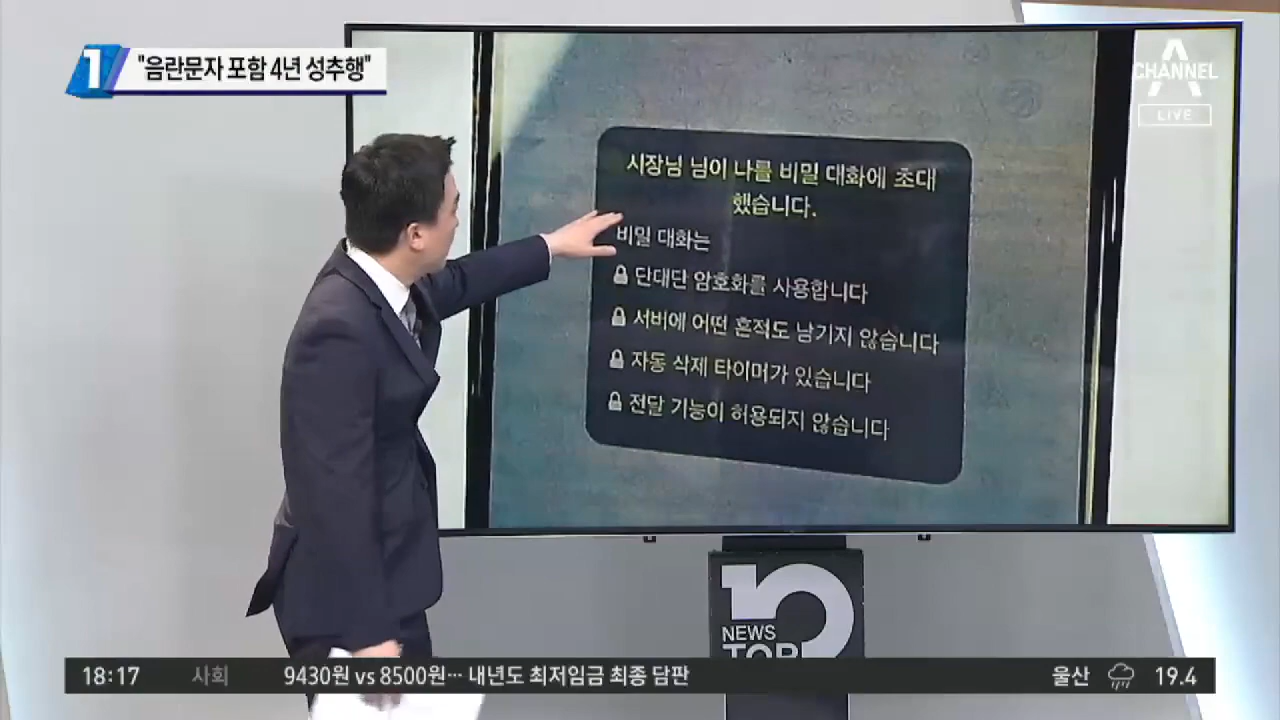 1 "음란문자 포함 4년 성추행"
CHANNEL A
LIVE
시장님 님이 나를 비밀 대화에 초대
했습니다.
비밀 대화는
단대단 암호화를 사용합니다
서버에 어떤 흔적도 남기지 않습니다
자동 삭제 타이머가 있습니다
전달 기능이 허용되지 않습니다
10
NEWS
TOP
18:17 사회 9430원 vs 8500원… 내년도 최저임금 최종 담판 울산 19.4